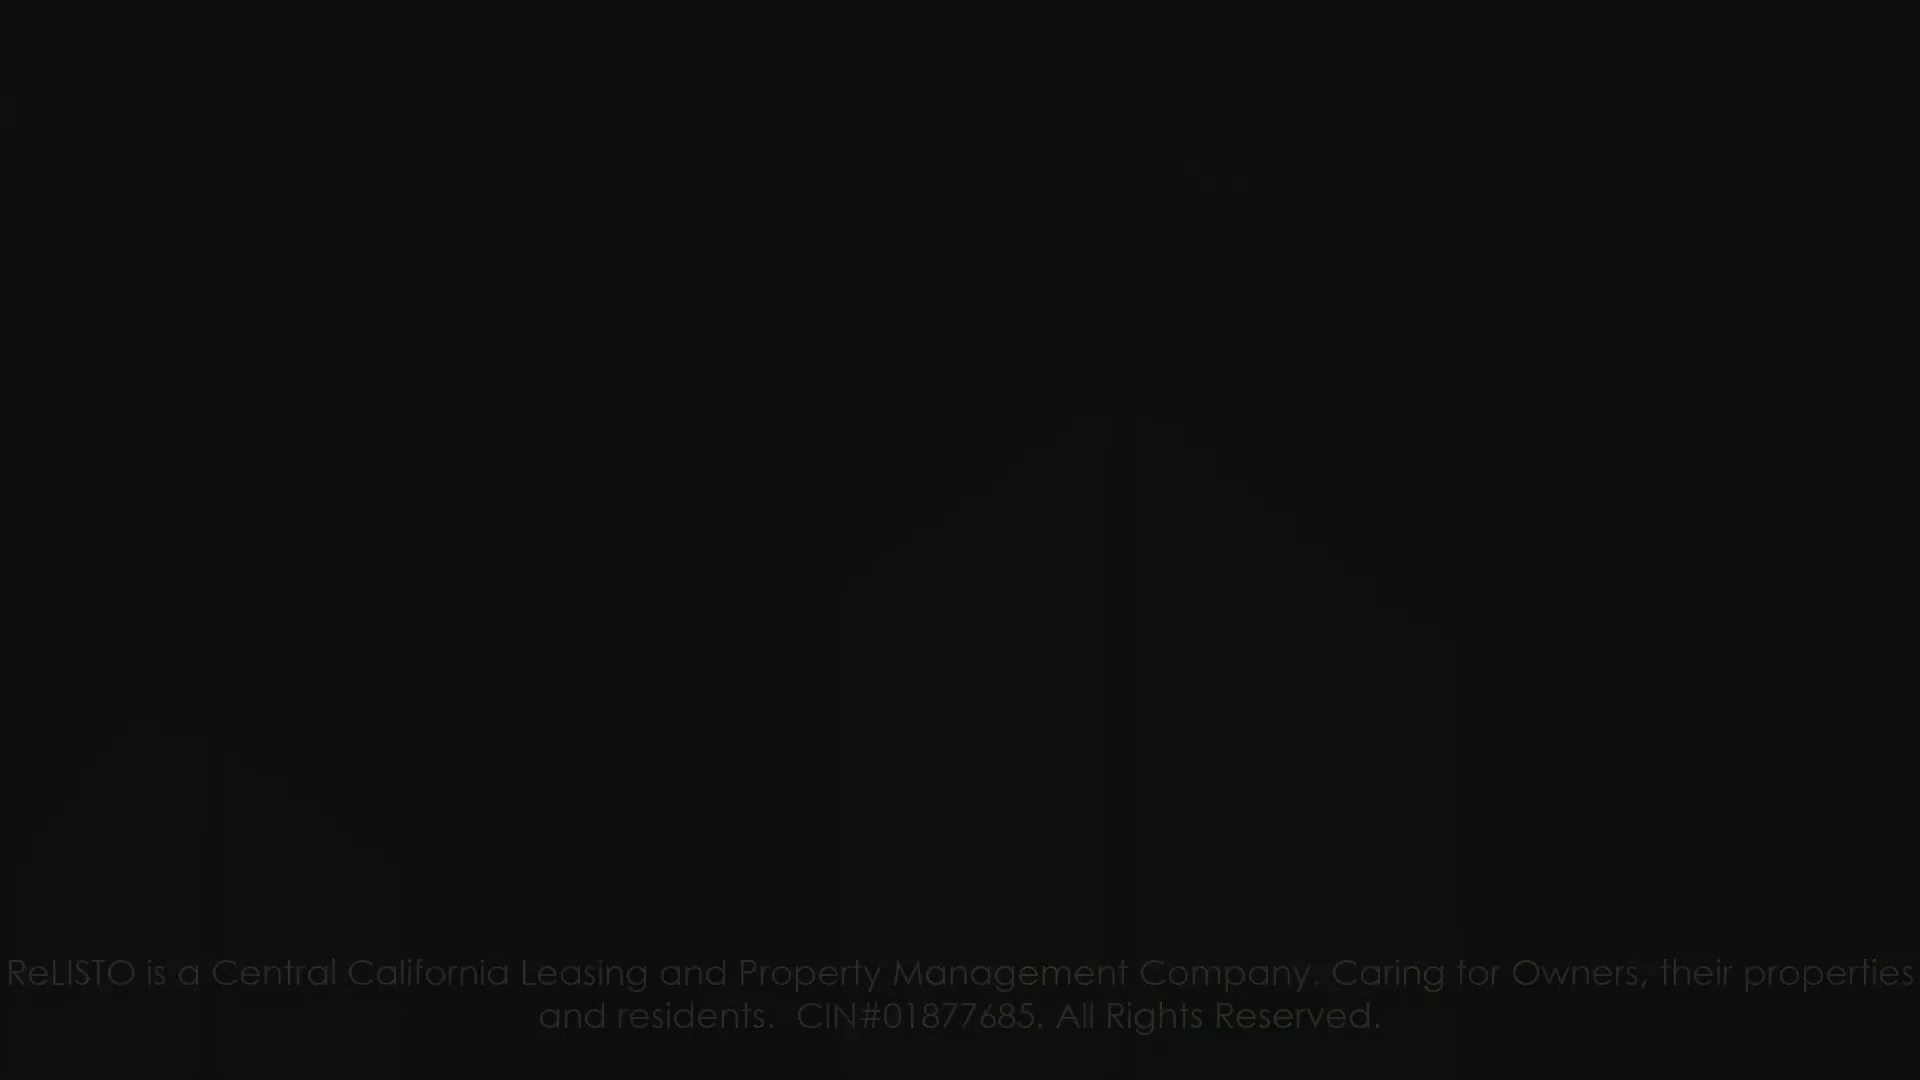 ReLISTO is a Central California Leasing and Property Management Company. Caring for Owners, their properties
and residents.  CIN#01877685. All Rights Reserved.